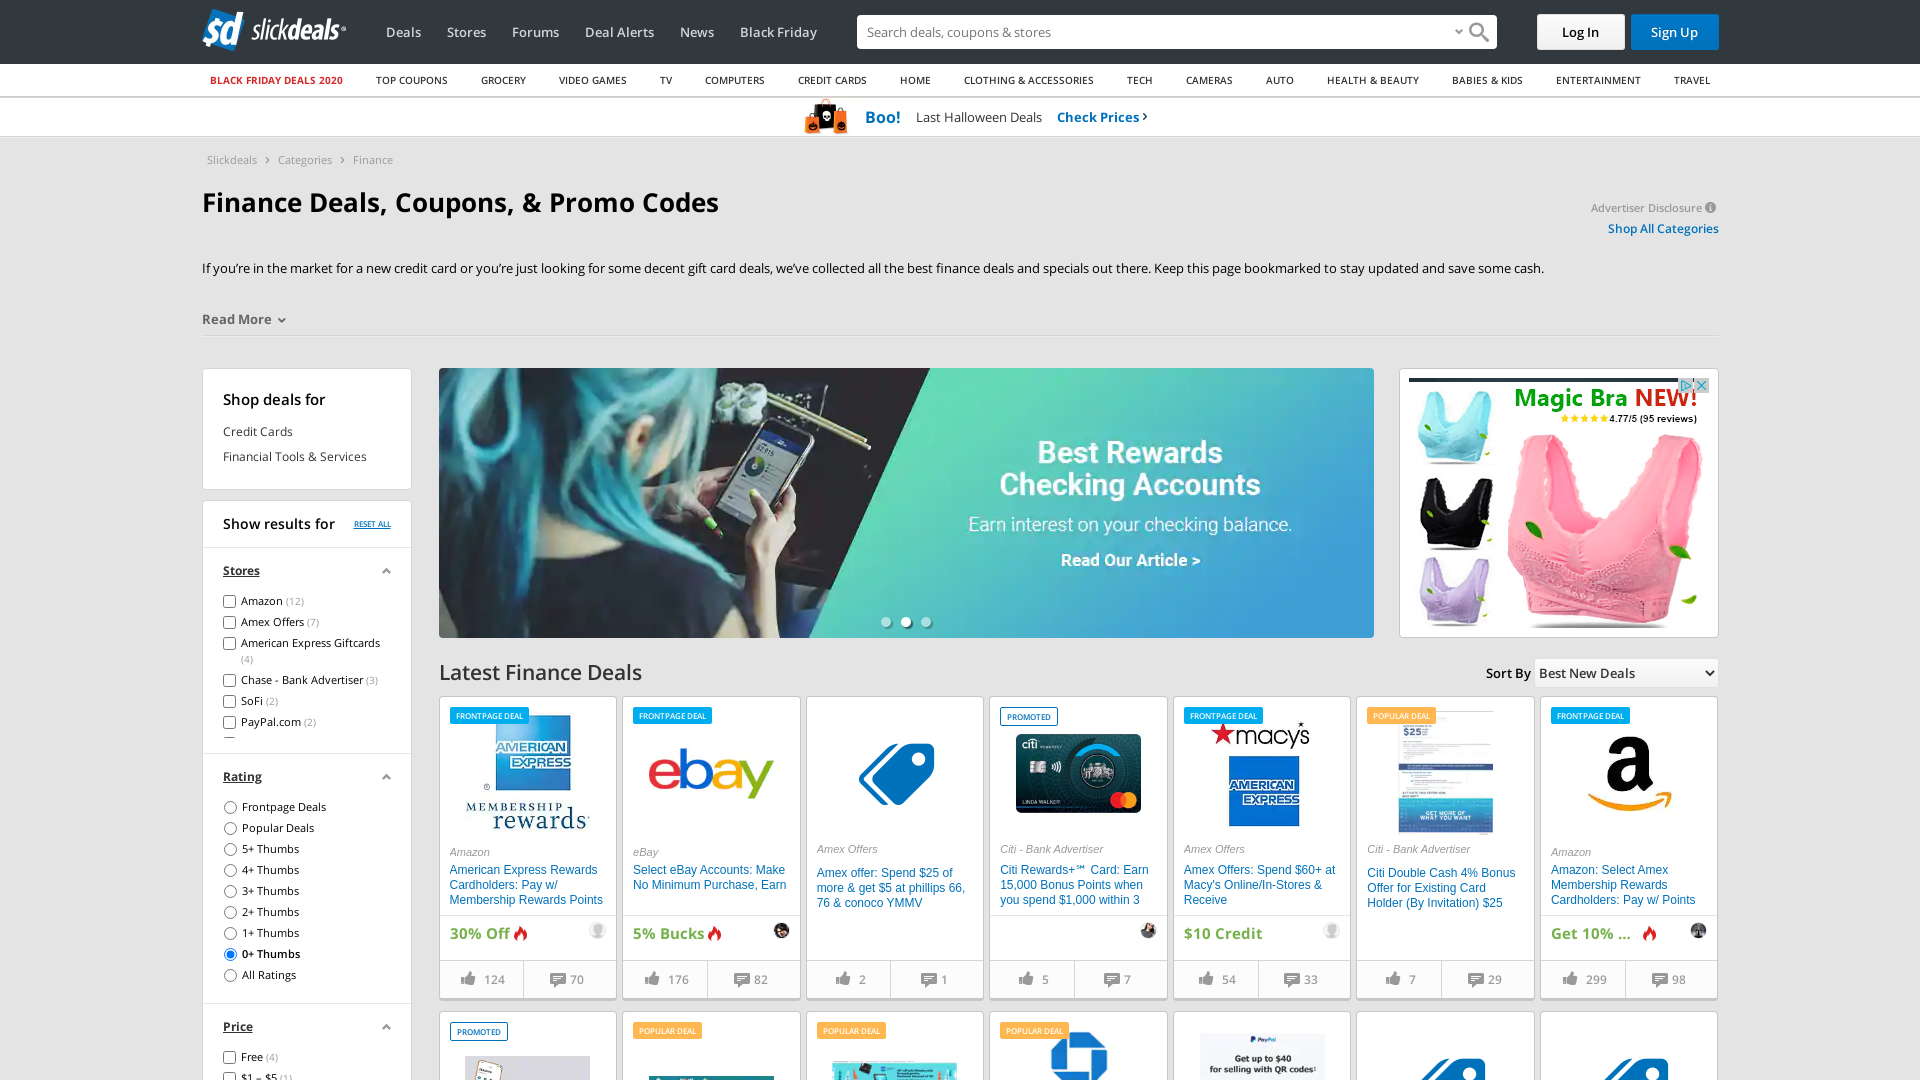 slickdeals
Deals
Stores
Forums
Deal Alerts
News
Black Friday
Search deals, coupons & stores
Log In
Sign Up
BLACK FRIDAY DEALS 2020
TOP COUPONS
GROCERY
VIDEO GAMES
TV
COMPUTERS
CREDIT CARDS
HOME
CLOTHING & ACCESSORIES
TECH
CAMERAS
AUTO
HEALTH & BEAUTY
BABIES & KIDS
ENTERTAINMENT
TRAVEL
Boo! Last Halloween Deals Check Prices
Slickdeals
Categories
Finance
Finance Deals, Coupons, & Promo Codes
Advertiser Disclosure
Shop All Categories
If you’re in the market for a new credit card or you’re just looking for some decent gift card deals, we’ve collected all the best finance deals and specials out there. Keep this page bookmarked to stay updated and save some cash.
Read More
Shop deals for
Credit Cards
Financial Tools & Services
Show results for
RESET ALL
Stores
Amazon (12)
Amex Offers (7)
American Express Giftcards
(4)
Chase - Bank Advertiser (3)
SoFi (2)
PayPal.com (2)
Rating
Frontpage Deals
Popular Deals
5+ Thumbs
4+ Thumbs
3+ Thumbs
2+ Thumbs
1+ Thumbs
0+ Thumbs
All Ratings
Price
Free (4)
$1 – $5 (1)
Best Rewards
Checking Accounts
Earn interest on your checking balance.
Read Our Article >
Magic Bra NEW!
4.77/5 (95 reviews)
Latest Finance Deals
Sort By
Best New Deals
FRONTPAGE DEAL
AMERICAN
EXPRESS
MEMBERSHIP
rewards
Amazon
American Express Rewards
Cardholders: Pay w/
Membership Rewards Points
30% Off
124
70
FRONTPAGE DEAL
ebay
eBay
Select eBay Accounts: Make
No Minimum Purchase, Earn
5% Bucks
176
82
Amex Offers
Amex offer: Spend $25 of
more & get $5 at phillips 66,
76 & conoco YMMV
2
1
PROMOTED
citi
LINDA WALKER
Citi - Bank Advertiser
Citi Rewards+℠ Card: Earn
15,000 Bonus Points when
you spend $1,000 within 3
5
7
FRONTPAGE DEAL
macys
AMERICAN
EXPRESS
Amex Offers
Amex Offers: Spend $60+ at
Macy's Online/In-Stores &
Receive
$10 Credit
54
33
POPULAR DEAL
$25
GET MORE OF
WHAT YOU WANT
Citi - Bank Advertiser
Citi Double Cash 4% Bonus
Offer for Existing Card
Holder (By Invitation) $25
7
29
FRONTPAGE DEAL
a
Amazon
Amazon: Select Amex
Membership Rewards
Cardholders: Pay w/ Points
Get 10% ...
299
98
PROMOTED
POPULAR DEAL
POPULAR DEAL
POPULAR DEAL
PayPal
Get up to $40
for selling with QR codes